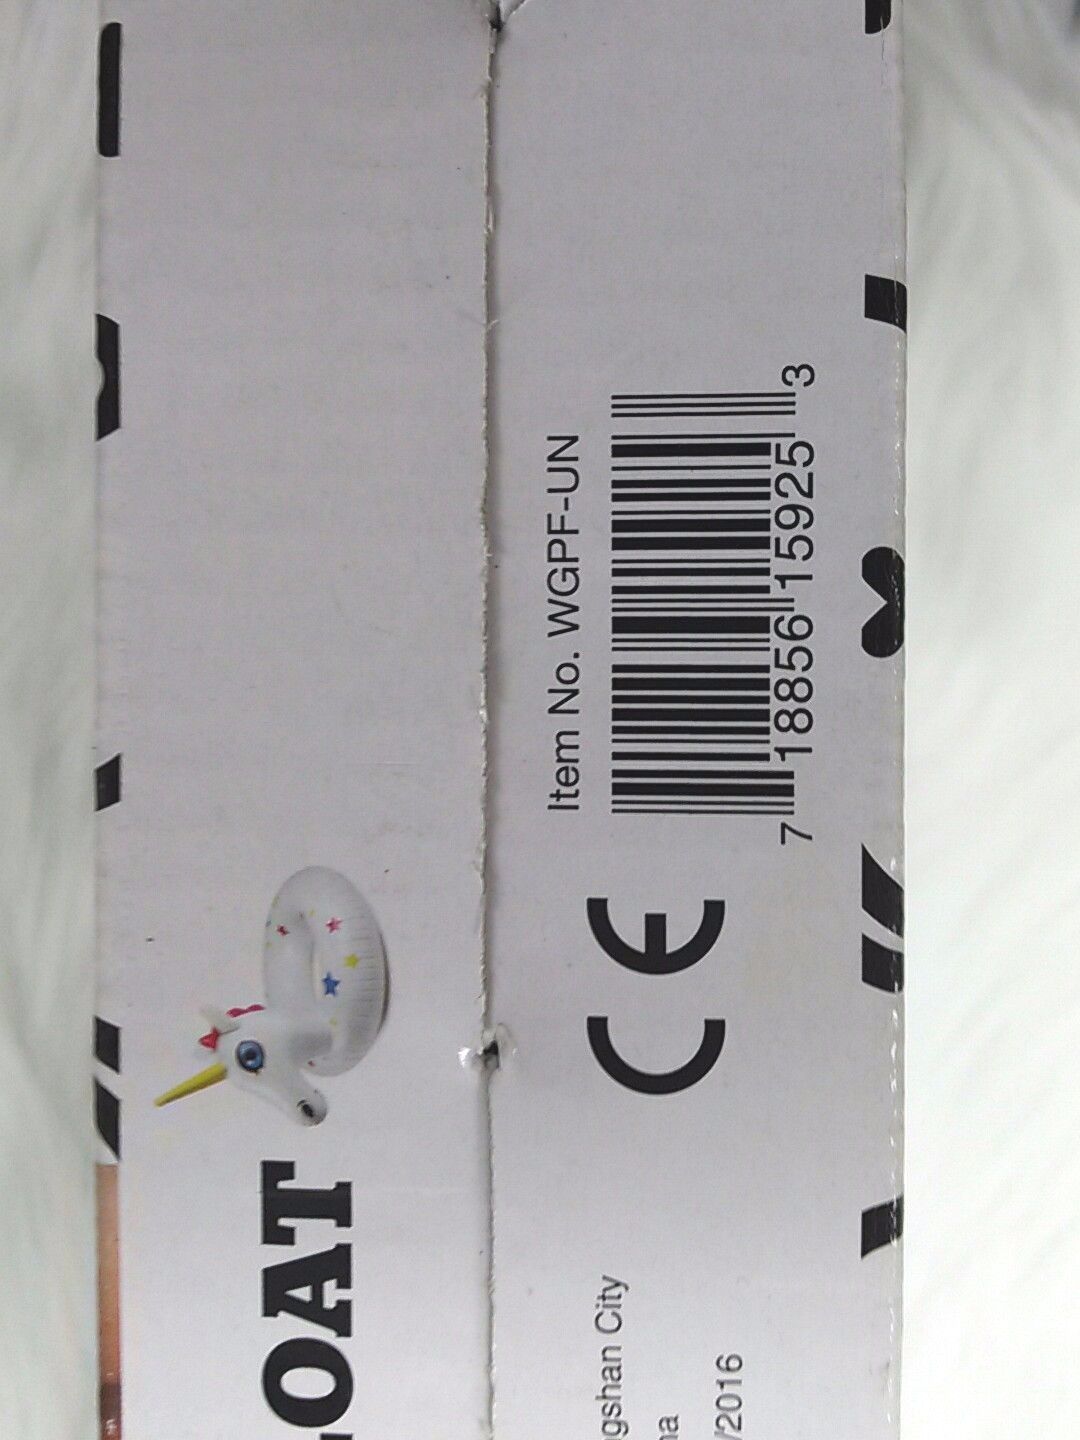 LOAT
Item No. WGPF-UN
7 18856 15925 3
CE
gshan City
na
/2016